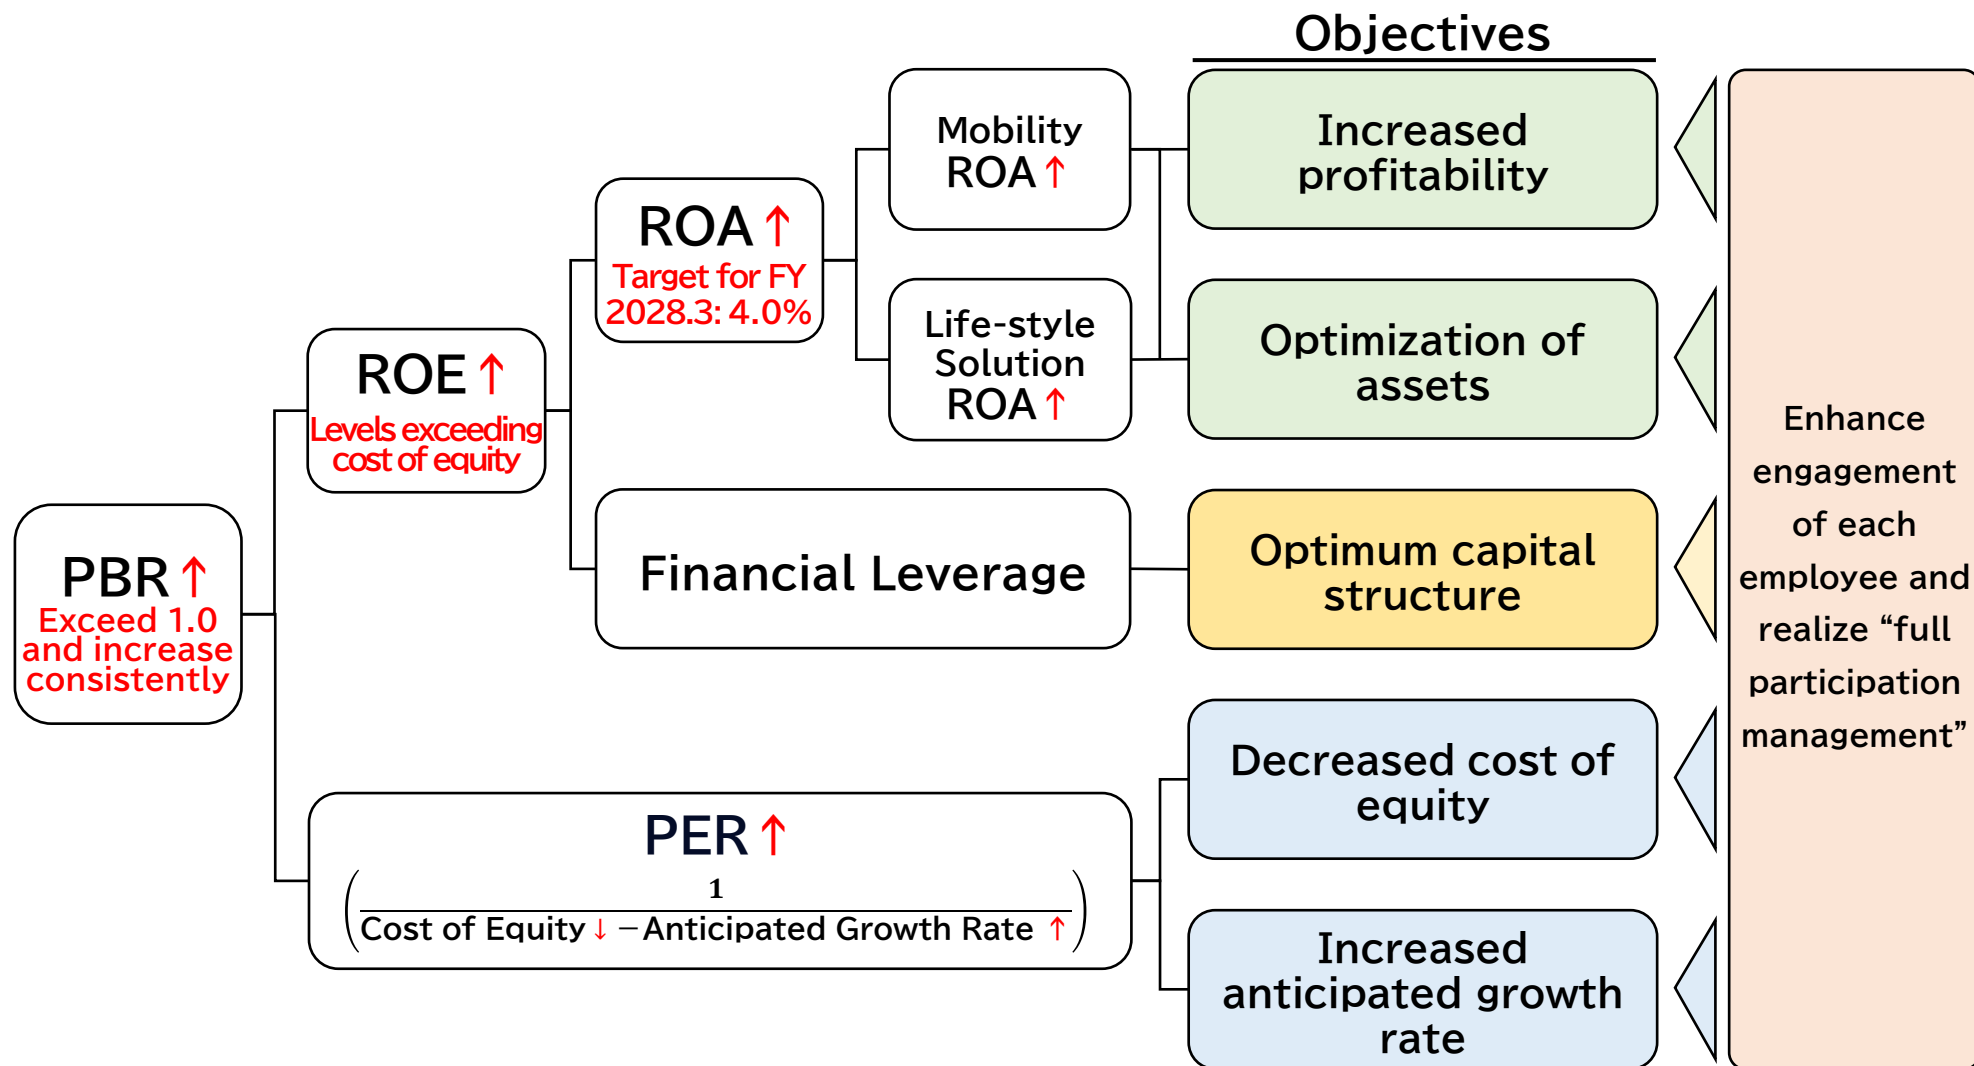 Objectives
Mobility
ROA↑
Increased
profitability
ROA↑
Target for FY
2028.3: 4.0%
Life-style
Solution
ROA↑
Optimization of
assets
ROE↑
Levels exceeding
cost of equity
Financial Leverage
Optimum capital
structure
PBR↑
Exceed 1.0
and increase
consistently
PER↑
1
Cost of Equity↓ −Anticipated Growth Rate ↑
Decreased cost of
equity
Increased
anticipated growth
rate
Enhance
engagement
of each
employee and
realize “full
participation
management”